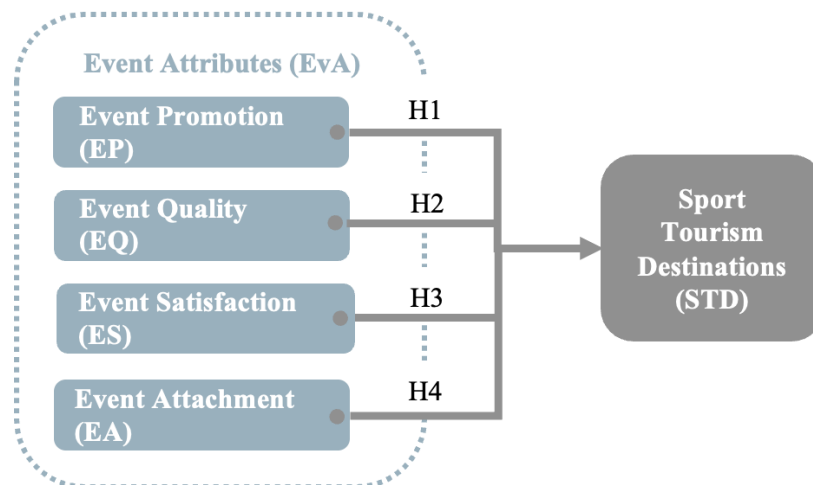 Event Attributes (EvA)
Event Promotion
(EP)
H1
Event Quality
(EQ)
H2
Event Satisfaction
(ES)
H3
Event Attachment
(EA)
H4
Sport
Tourism
Destinations
(STD)